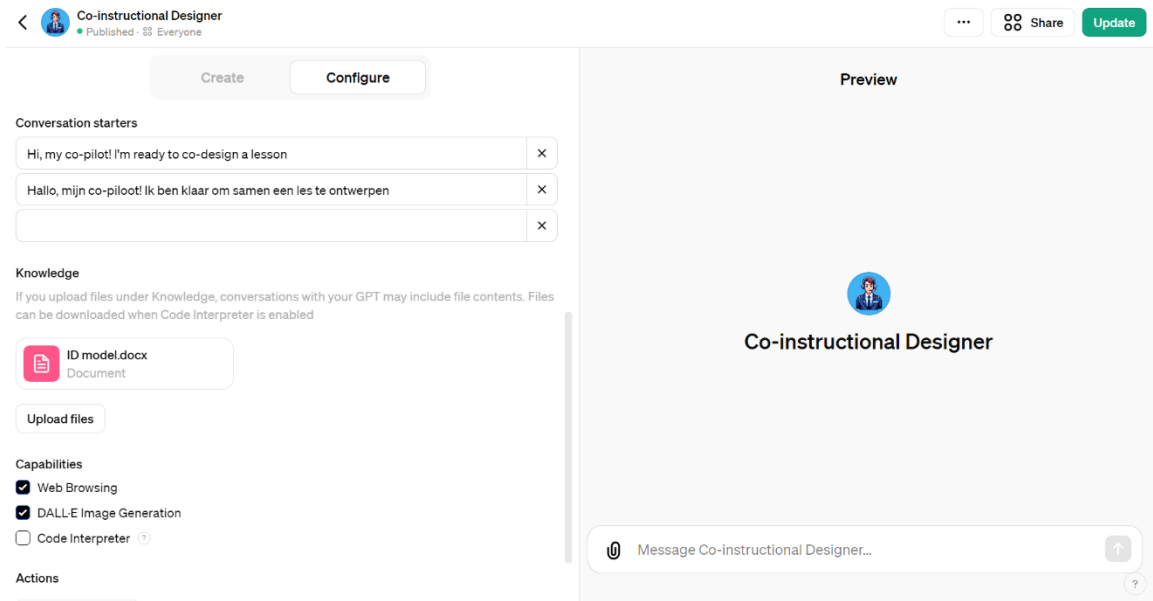 Co-instructional Designer
Published · Everyone
Share
Update
Create
Configure
Preview
Conversation starters
Hi, my co-pilot! I'm ready to co-design a lesson
Hallo, mijn co-piloot! Ik ben klaar om samen een les te ontwerpen
Knowledge
If you upload files under Knowledge, conversations with your GPT may include file contents. Files
can be downloaded when Code Interpreter is enabled
ID model.docx
Document
Upload files
Capabilities
Web Browsing
DALL·E Image Generation
Code Interpreter ?
Actions
Co-instructional Designer
Message Co-instructional Designer...
?